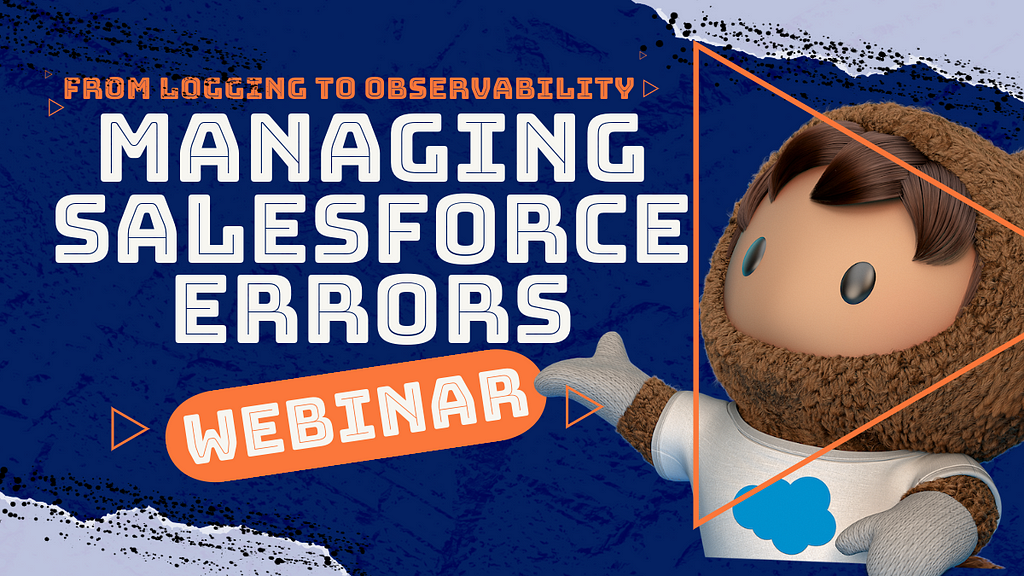 FROM LOGGING TO OBSERVABILITY
MANAGING
SALESFORCE
ERRORS
WEBINAR